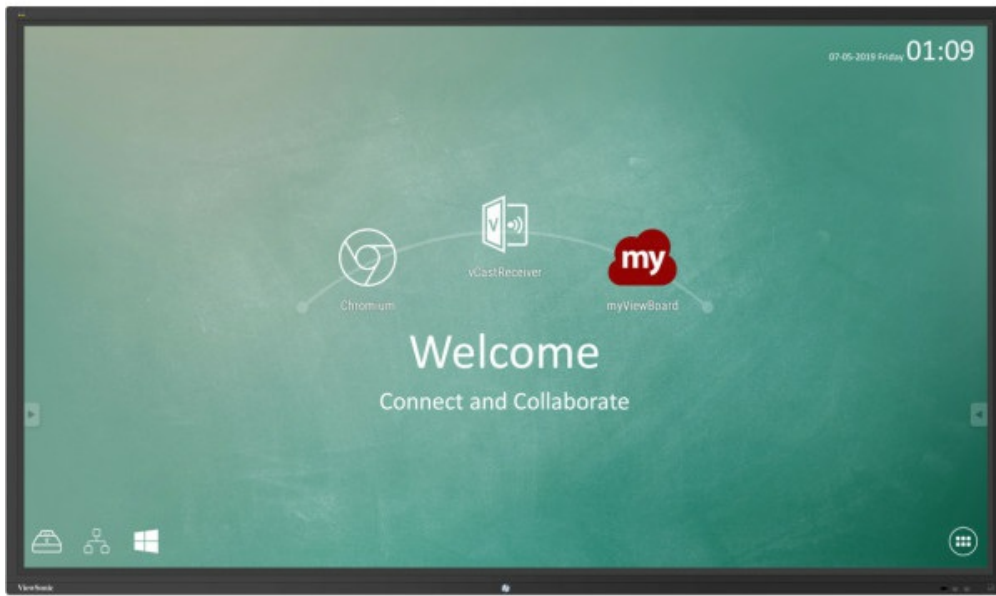 07-05-2019 Friday 01:09
V
vCastReceiver
my
Chromium
myViewBoard
Welcome
Connect and Collaborate
ViewSonic